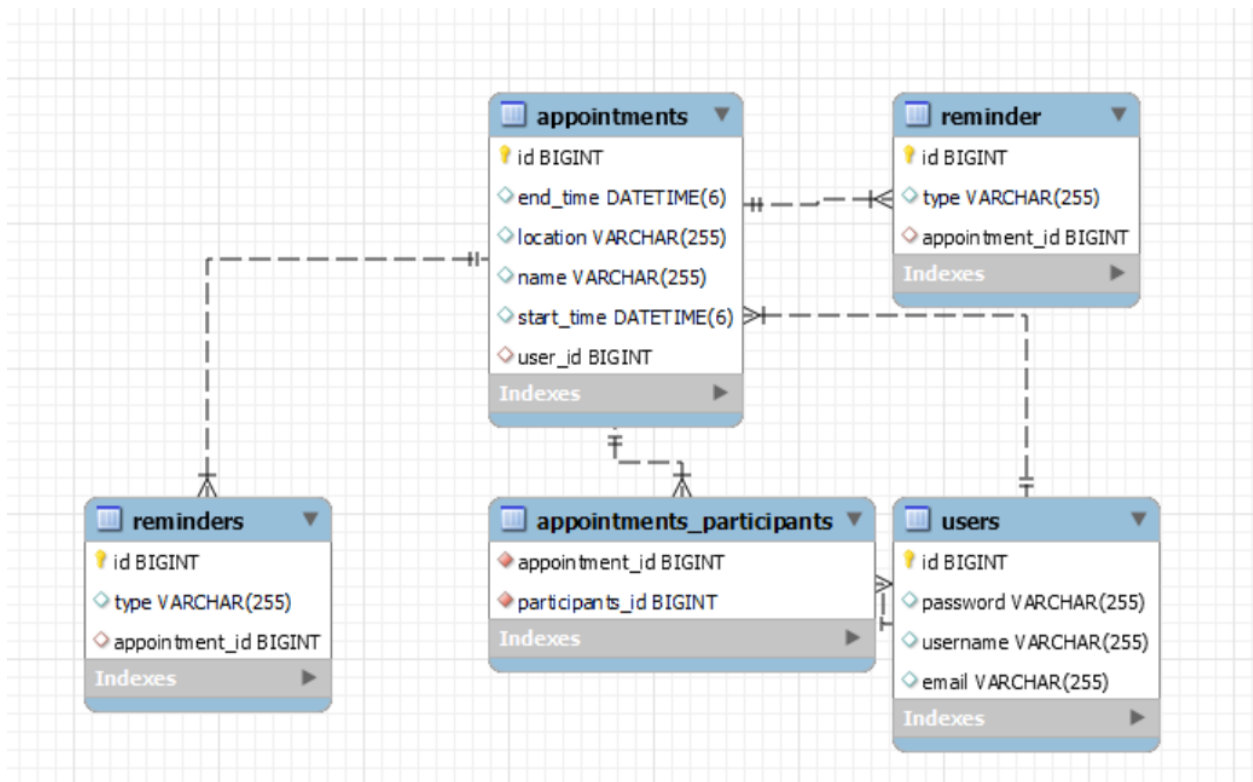 appointments
id BIGINT
end_time DATETIME(6)
location VARCHAR(255)
name VARCHAR(255)
start_time DATETIME(6)
user_id BIGINT
Indexes
reminder
id BIGINT
type VARCHAR(255)
appointment_id BIGINT
Indexes
reminders
id BIGINT
type VARCHAR(255)
appointment_id BIGINT
Indexes
appointments_participants
appointment_id BIGINT
participants_id BIGINT
Indexes
users
id BIGINT
password VARCHAR(255)
username VARCHAR(255)
email VARCHAR(255)
Indexes